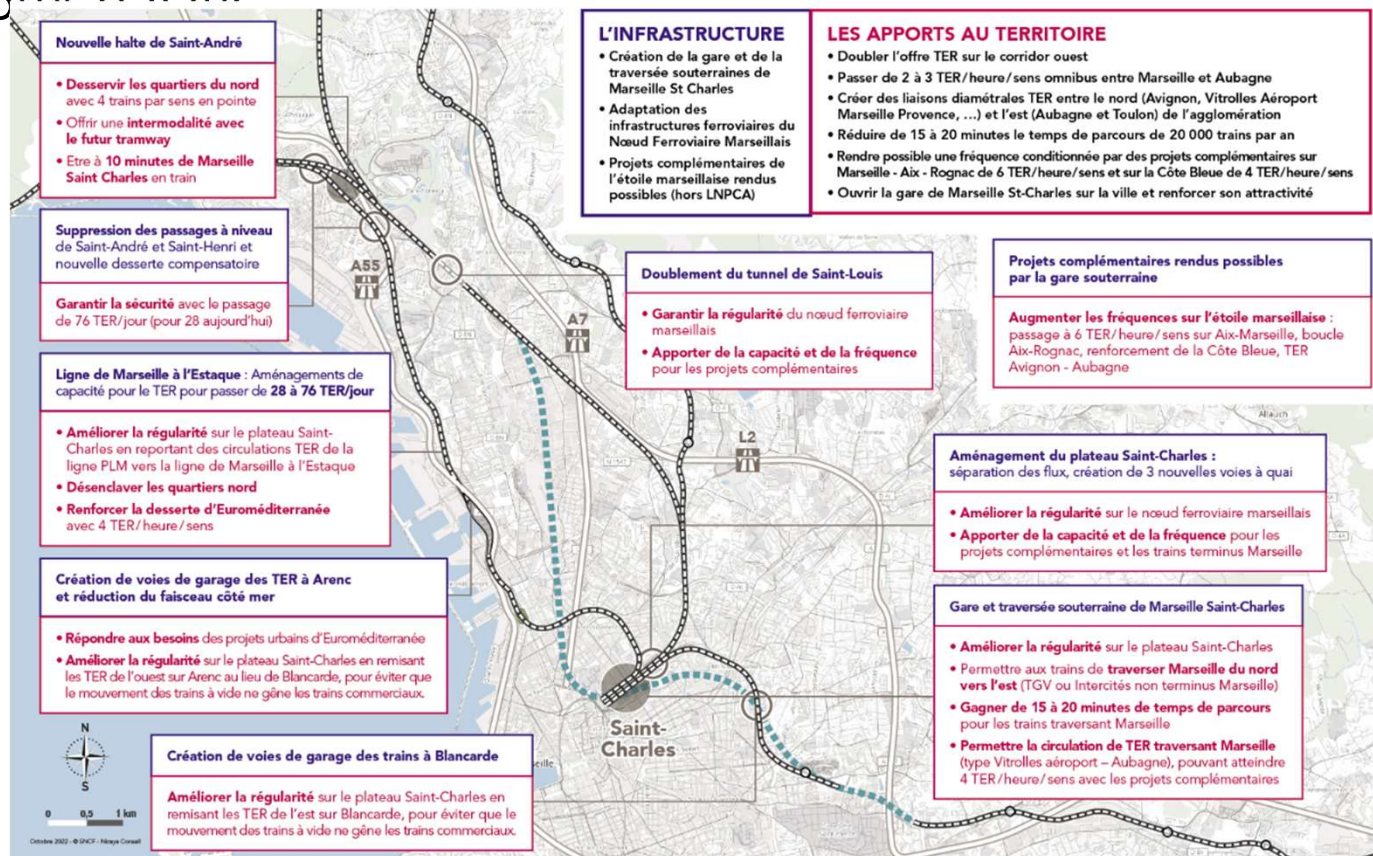 Nouvelle halte de Saint-André
• Desservir les quartiers du nord
avec 4 trains par sens en pointe
• Offrir une intermodalité avec
le futur tramway
• Etre à 10 minutes de Marseille
Saint Charles en train
Suppression des passages à niveau
de Saint-André et Saint-Henri et
nouvelle desserte compensatoire
Garantir la sécurité avec le passage
de 76 TER/jour (pour 28 aujourd'hui)
Ligne de Marseille à l'Estaque : Aménagements de
capacité pour le TER pour passer de 28 à 76 TER/jour
• Améliorer la régularité sur le plateau Saint-
Charles en reportant des circulations TER de la
ligne PLM vers la ligne de Marseille à l'Estaque
• Désenclaver les quartiers nord
• Renforcer la desserte d'Euroméditerranée
avec 4 TER/heure/sens
Création de voies de garage des TER à Arenc
et réduction du faisceau côté mer
• Répondre aux besoins des projets urbains d'Euroméditerranée
• Améliorer la régularité sur le plateau Saint-Charles en remisant
les TER de l'ouest sur Arenc au lieu de Blancarde, pour éviter que
le mouvement des trains à vide ne gêne les trains commerciaux.
Création de voies de garage des trains à Blancarde
Améliorer la régularité sur le plateau Saint-Charles en
remisant les TER de l'est sur Blancarde, pour éviter que le
mouvement des trains à vide ne gêne les trains commerciaux.
N
S
0 0,5 1 km
Octobre 2022 - © SNCF - Nicaya Conseil
L'INFRASTRUCTURE
• Création de la gare et de la
traversée souterraines de
Marseille St Charles
• Adaptation des
infrastructures ferroviaires du
Nœud Ferroviaire Marseillais
• Projets complémentaires de
l'étoile marseillaise rendus
possibles (hors LNPCA)
LES APPORTS AU TERRITOIRE
• Doubler l'offre TER sur le corridor ouest
• Passer de 2 à 3 TER/heure/sens omnibus entre Marseille et Aubagne
• Créer des liaisons diamétrales TER entre le nord (Avignon, Vitrolles Aéroport
Marseille Provence, ...) et l'est (Aubagne et Toulon) de l'agglomération
• Réduire de 15 à 20 minutes le temps de parcours de 20 000 trains par an
• Rendre possible une fréquence conditionnée par des projets complémentaires sur
Marseille - Aix - Rognac de 6 TER/heure/sens et sur la Côte Bleue de 4 TER/heure/sens
• Ouvrir la gare de Marseille St-Charles sur la ville et renforcer son attractivité
A55
A7
L2
Saint-
Charles
Allauch
Doublement du tunnel de Saint-Louis
• Garantir la régularité du nœud ferroviaire
marseillais
• Apporter de la capacité et de la fréquence
pour les projets complémentaires
Projets complémentaires rendus possibles
par la gare souterraine
Augmenter les fréquences sur l'étoile marseillaise :
passage à 6 TER/heure/sens sur Aix-Marseille, boucle
Aix-Rognac, renforcement de la Côte Bleue, TER
Avignon - Aubagne
Aménagement du plateau Saint-Charles :
séparation des flux, création de 3 nouvelles voies à quai
• Améliorer la régularité sur le nœud ferroviaire marseillais
• Apporter de la capacité et de la fréquence pour les
projets complémentaires et les trains terminus Marseille
Gare et traversée souterraine de Marseille Saint-Charles
• Améliorer la régularité sur le plateau Saint-Charles
• Permettre aux trains de traverser Marseille du nord
vers l'est (TGV ou Intercités non terminus Marseille)
• Gagner de 15 à 20 minutes de temps de parcours
pour les trains traversant Marseille
• Permettre la circulation de TER traversant Marseille
(type Vitrolles aéroport – Aubagne), pouvant atteindre
4 TER/heure/sens avec les projets complémentaires